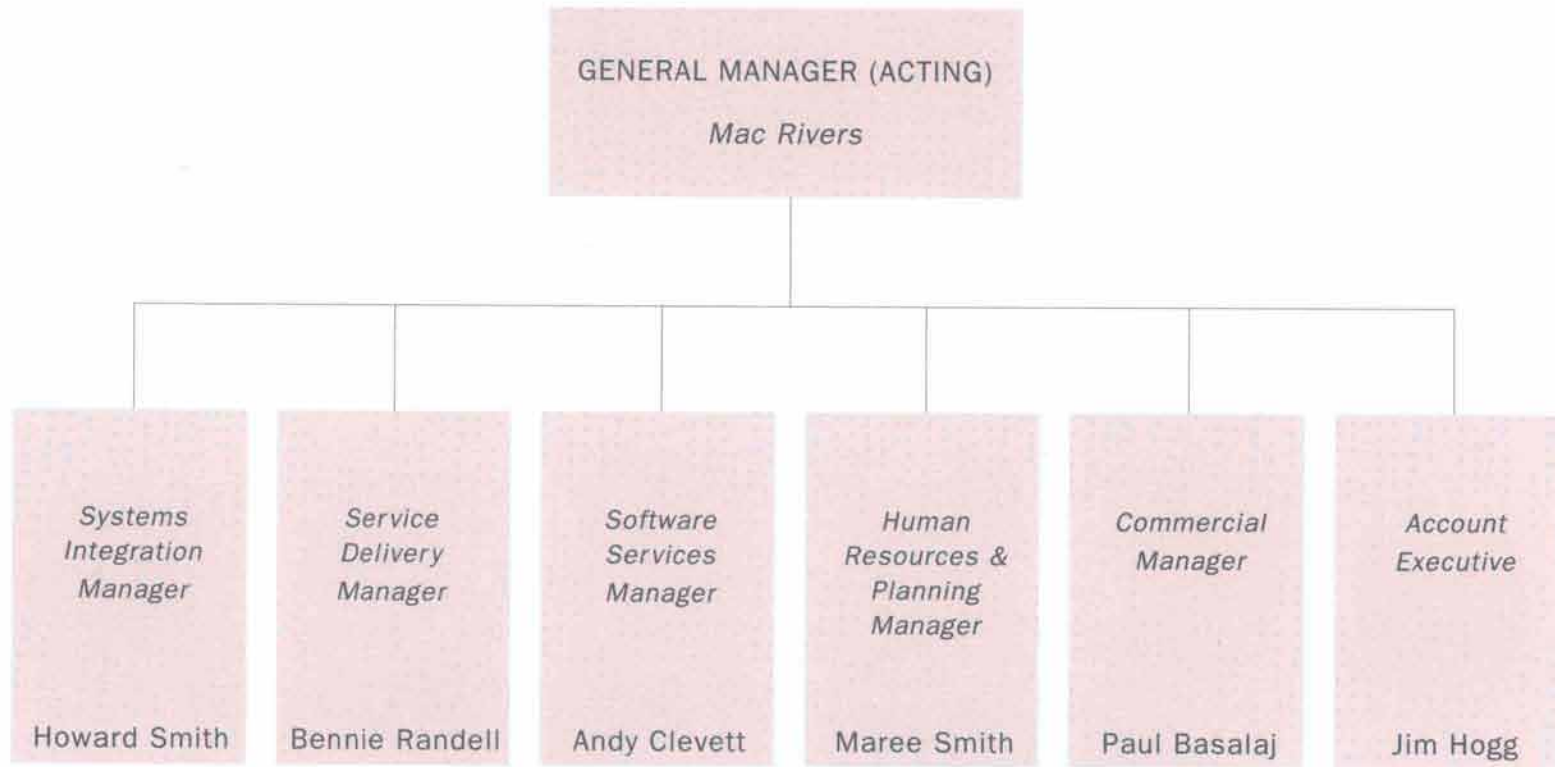 GENERAL MANAGER (ACTING)
Mac Rivers
Systems
Integration
Manager
Howard Smith
Service
Delivery
Manager
Bennie Randell
Software
Services
Manager
Andy Clevett
Human
Resources &
Planning
Manager
Maree Smith
Commercial
Manager
Paul Basalaj
Account
Executive
Jim Hogg